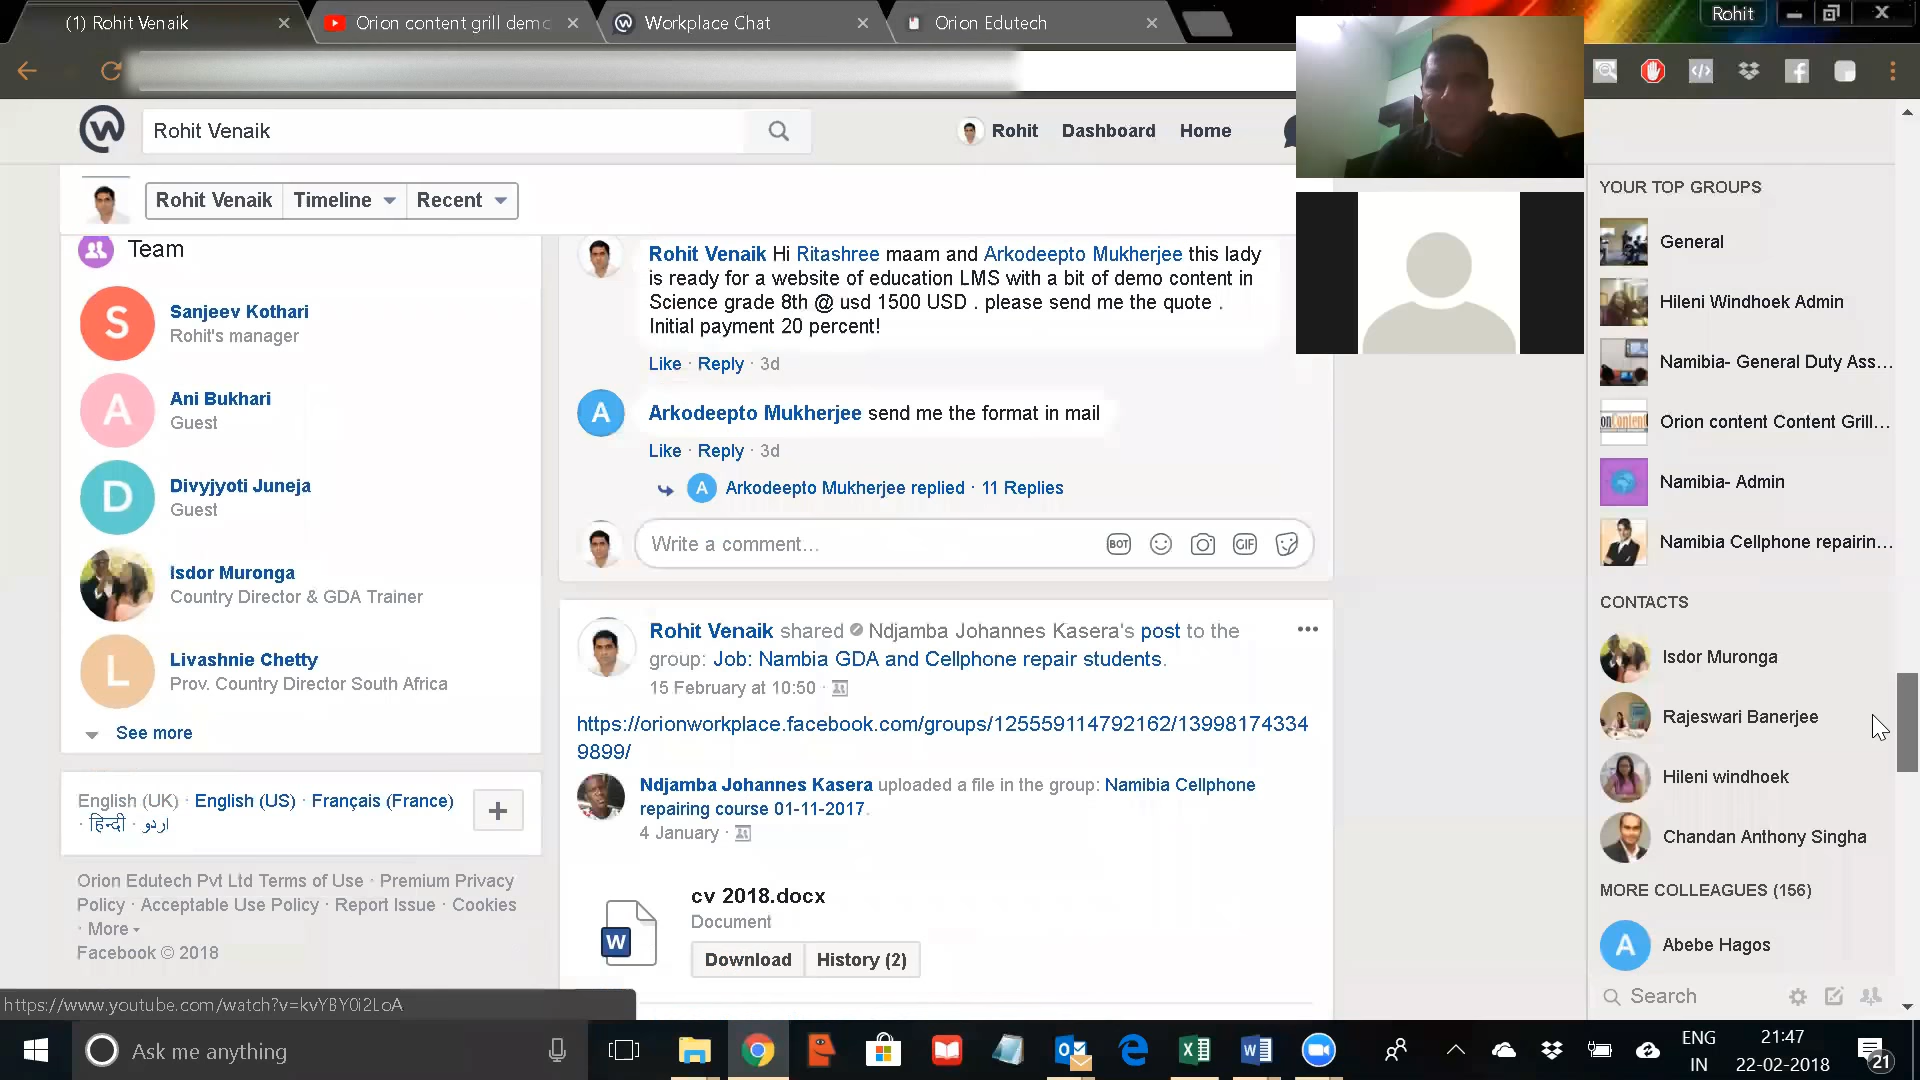 (1) Rohit Venaik
Orion content grill demo
Workplace Chat
Orion Edutech
Rohit
Rohit Venaik
Rohit
Dashboard
Home
Rohit Venaik
Timeline
Recent
Team
Sanjeev Kothari
Rohit's manager
Ani Bukhari
Guest
Divyjyoti Juneja
Guest
Isdor Muronga
Country Director & GDA Trainer
Livashnie Chetty
Prov. Country Director South Africa
See more
English (UK) · English (US) · Français (France)
· हिन्दी · اردو
Orion Edutech Pvt Ltd Terms of Use · Premium Privacy
Policy · Acceptable Use Policy · Report Issue · Cookies
· More
Facebook © 2018
https://www.youtube.com/watch?v=kvYBY0i2LoA
Rohit Venaik Hi Ritashree maam and Arkodeepto Mukherjee this lady
is ready for a website of education LMS with a bit of demo content in
Science grade 8th @ usd 1500 USD . please send me the quote .
Initial payment 20 percent!
Like · Reply · 3d
A
Arkodeepto Mukherjee send me the format in mail
Like · Reply · 3d
A Arkodeepto Mukherjee replied · 11 Replies
Write a comment...
BOT
GIF
Rohit Venaik shared Ndjamba Johannes Kasera's post to the
group: Job: Nambia GDA and Cellphone repair students.
15 February at 10:50 ·
https://orionworkplace.facebook.com/groups/125559114792162/13998174334
9899/
Ndjamba Johannes Kasera uploaded a file in the group: Namibia Cellphone
repairing course 01-11-2017.
4 January ·
cv 2018.docx
Document
W
Download
History (2)
YOUR TOP GROUPS
General
Hileni Windhoek Admin
Namibia- General Duty Ass...
Orion content Content Grill...
Namibia- Admin
Namibia Cellphone repairin...
CONTACTS
Isdor Muronga
Rajeswari Banerjee
Hileni windhoek
Chandan Anthony Singha
MORE COLLEAGUES (156)
A
Abebe Hagos
Search
S
A
D
L
Ask me anything
ENG
IN
21:47
22-02-2018
21